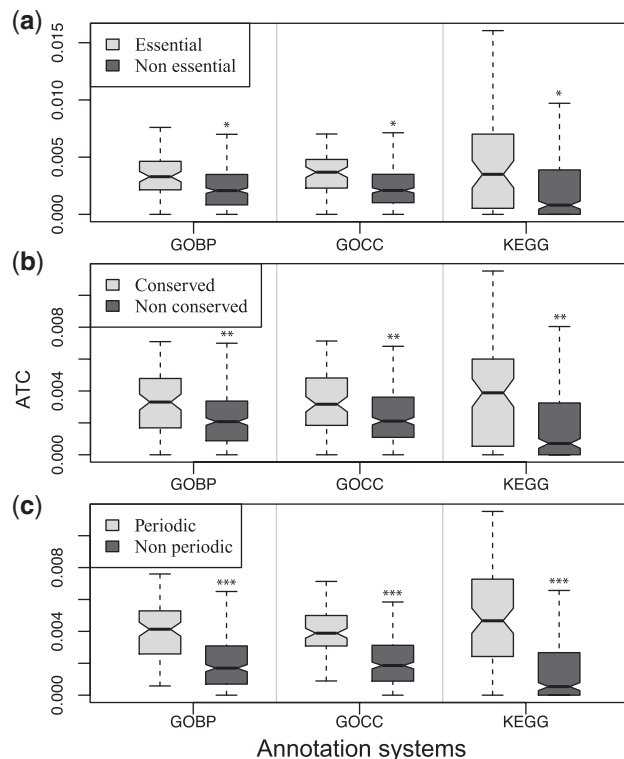 (a)
Essential
Non essential
* * *
0.000 0.005 0.010 0.015
GOBP GOCC KEGG
(b)
Conserved
Non conserved
** ** **
0.000 0.004 0.008
GOBP GOCC KEGG
ATC
(c)
Periodic
Non periodic
*** *** ***
0.000 0.004 0.008
GOBP GOCC KEGG
Annotation systems